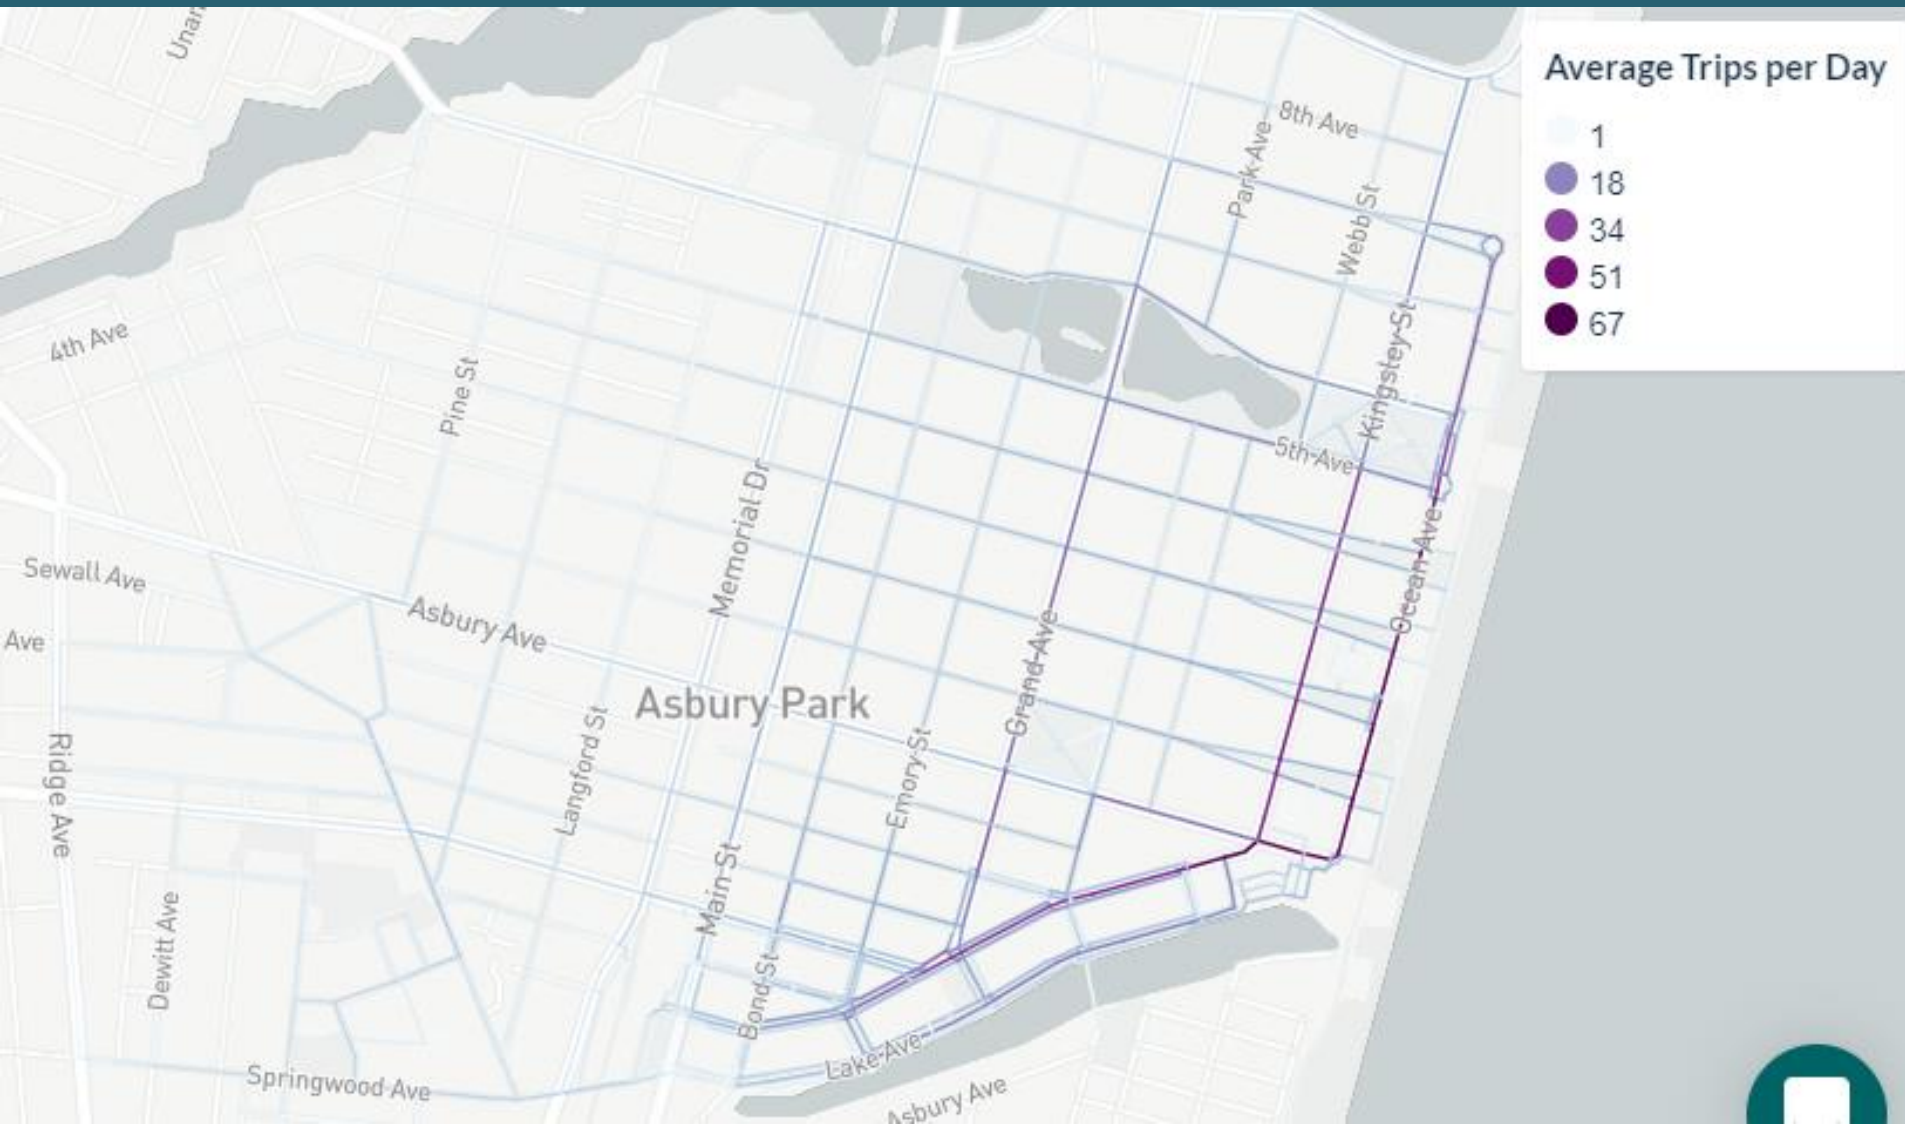 Unan
Average Trips per Day
1
18
34
51
67
8th Ave
Park Ave
Webb St
Kingsley St
4th Ave
Pine St
5th Ave
Memorial Dr
Ocean Ave
Sewall Ave
Asbury Ave
Ave
Grand Ave
Asbury Park
Langford St
Emory St
Ridge Ave
Main St
Dewitt Ave
Bond St
Lake Ave
Springwood Ave
Asbury Ave